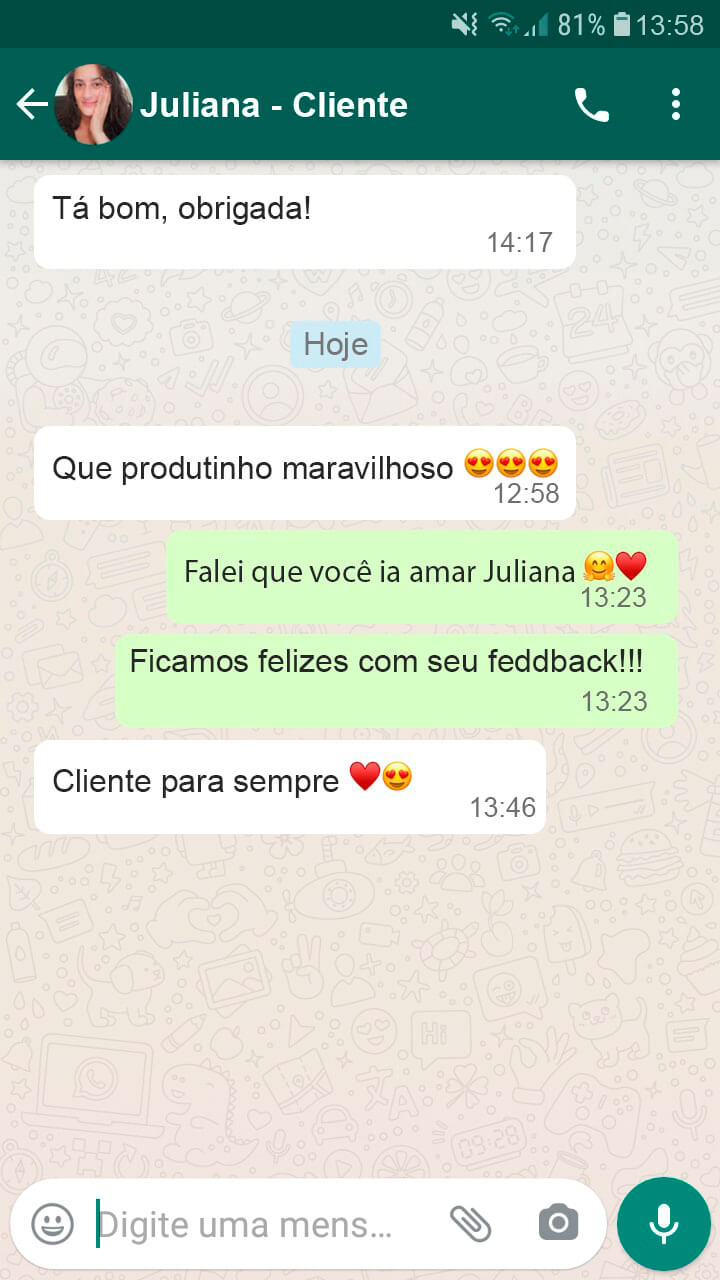 81% 13:58
Juliana - Cliente
Tá bom, obrigada!
14:17
Hoje
Que produtinho maravilhoso 😍😍😍
12:58
Falei que você ia amar Juliana 🤗♥️
13:23
Ficamos felizes com seu feddback!!!
13:23
Cliente para sempre ♥️😍
13:46
Digite uma mens...